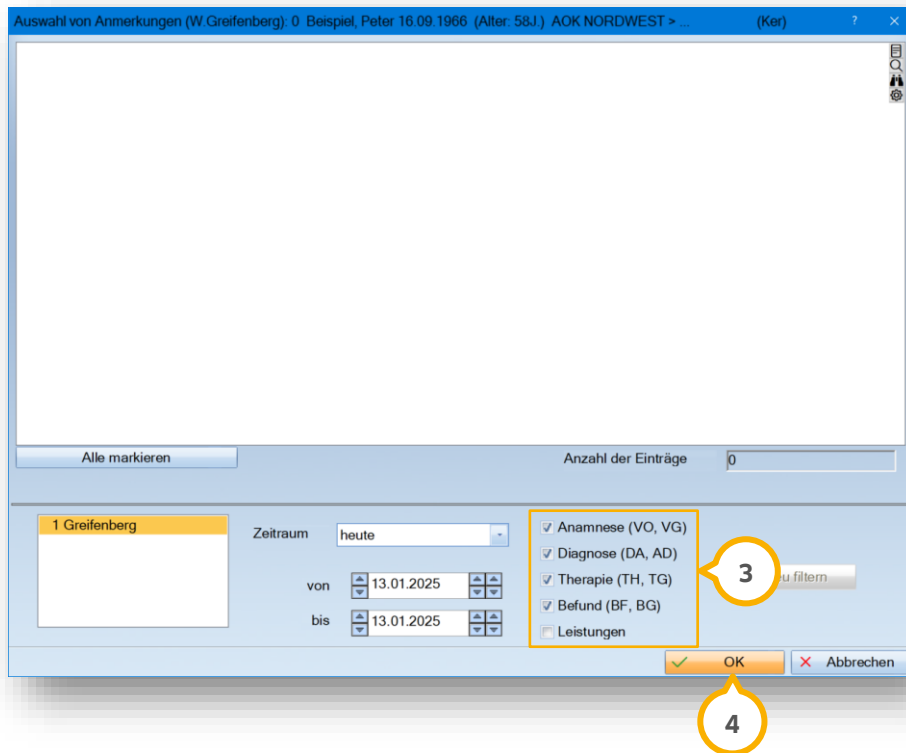 Auswahl von Anmerkungen (W.Greifenberg): 0 Beispiel, Peter 16.09.1966 (Alter: 58J.) AOK NORDWEST > ... (Ker) ? ×
Alle markieren
Anzahl der Einträge 0
1 Greifenberg
Zeitraum heute
von 13.01.2025
bis 13.01.2025
Anamnese (VO, VG)
Diagnose (DA, AD)
Therapie (TH, TG)
Befund (BF, BG)
Leistungen
3
filtern
OK
Abbrechen
4